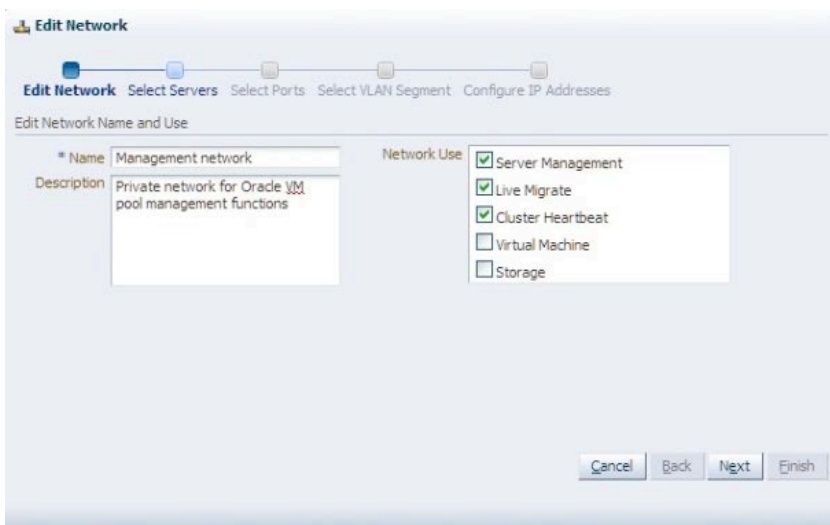 Edit Network
Edit Network Select Servers Select Ports Select VLAN Segment Configure IP Addresses
Edit Network Name and Use
* Name Management network
Description Private network for Oracle VM
pool management functions
Network Use
Server Management
Live Migrate
Cluster Heartbeat
Virtual Machine
Storage
Cancel Back Next Finish